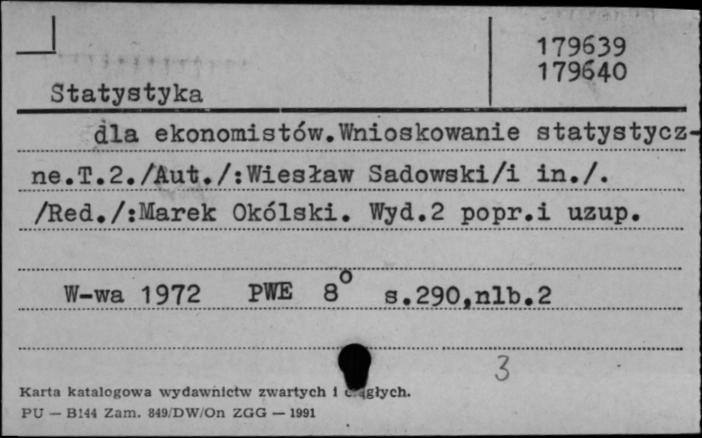 179639
179640
Statystyka
dla ekonomistów.Wnioskowanie statystycz-
ne.T.2./Aut./:Wiesław Sadowski/i in./.
/Red./:Marek Okólski. Wyd.2 popr.i uzup.
W-wa 1972 PWE 8° s.290,nlb.2
3
Karta katalogowa wydawnictw zwartych i ciągłych.
PU — B144 Zam. 849/DW/On ZGG — 1991